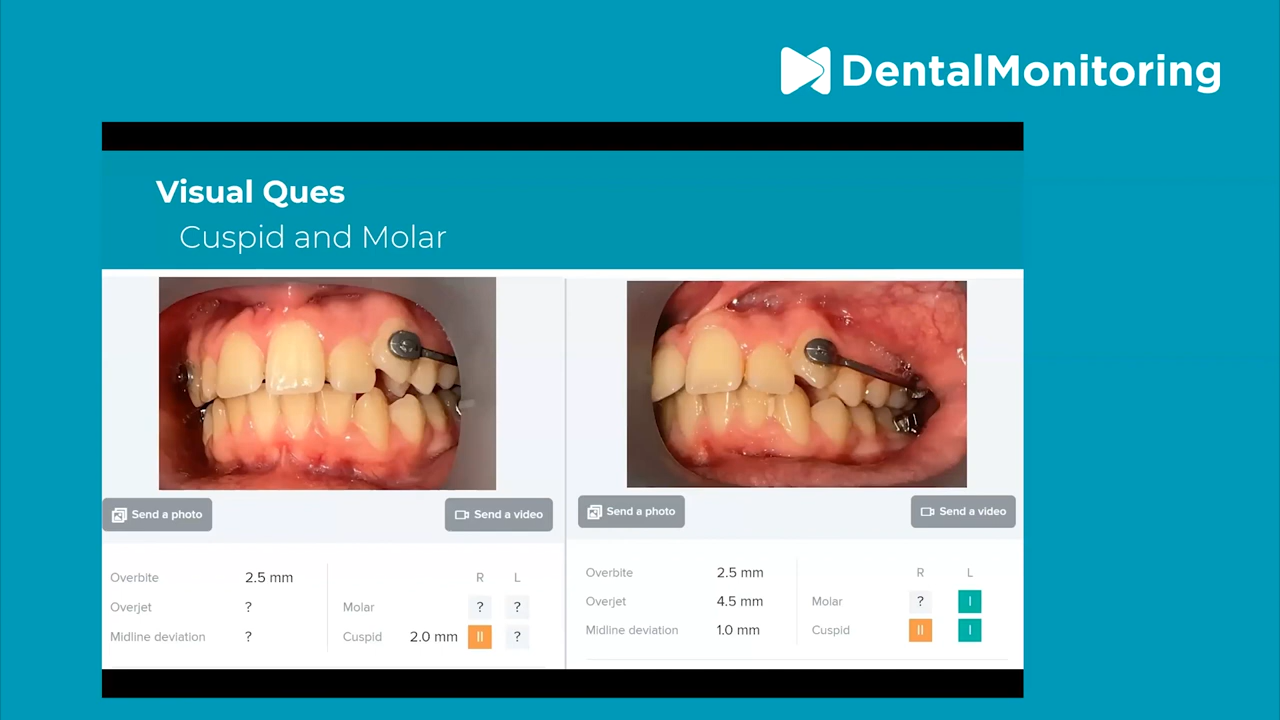 DentalMonitoring
Visual Ques
Cuspid and Molar
Send a photo
Send a video
Overbite 2.5 mm
R L
Overjet ?
Molar ? ?
Midline deviation ?
Cuspid 2.0 mm II ?
Send a photo
Send a video
Overbite 2.5 mm
R L
Overjet 4.5 mm
Molar ? I
Midline deviation 1.0 mm
Cuspid II I